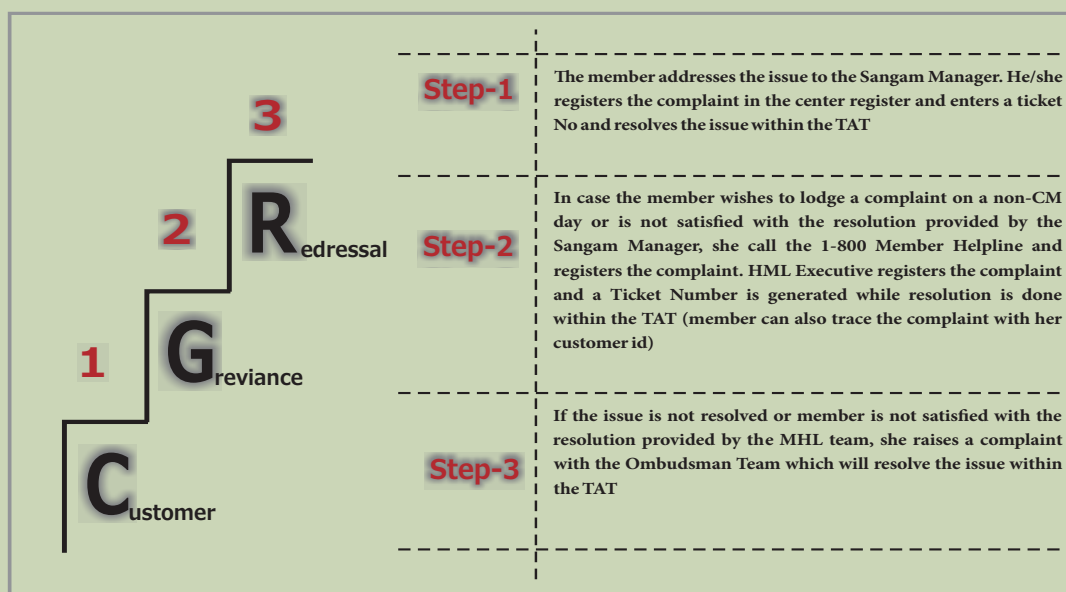 3
2
1
Redressal
Greviance
Customer
Step-1
The member addresses the issue to the Sangam Manager. He/she
registers the complaint in the center register and enters a ticket
No and resolves the issue within the TAT
Step-2
In case the member wishes to lodge a complaint on a non-CM
day or is not satisfied with the resolution provided by the
Sangam Manager, she call the 1-800 Member Helpline and
registers the complaint. HML Executive registers the complaint
and a Ticket Number is generated while resolution is done
within the TAT (member can also trace the complaint with her
customer id)
Step-3
If the issue is not resolved or member is not satisfied with the
resolution provided by the MHL team, she raises a complaint
with the Ombudsman Team which will resolve the issue within
the TAT